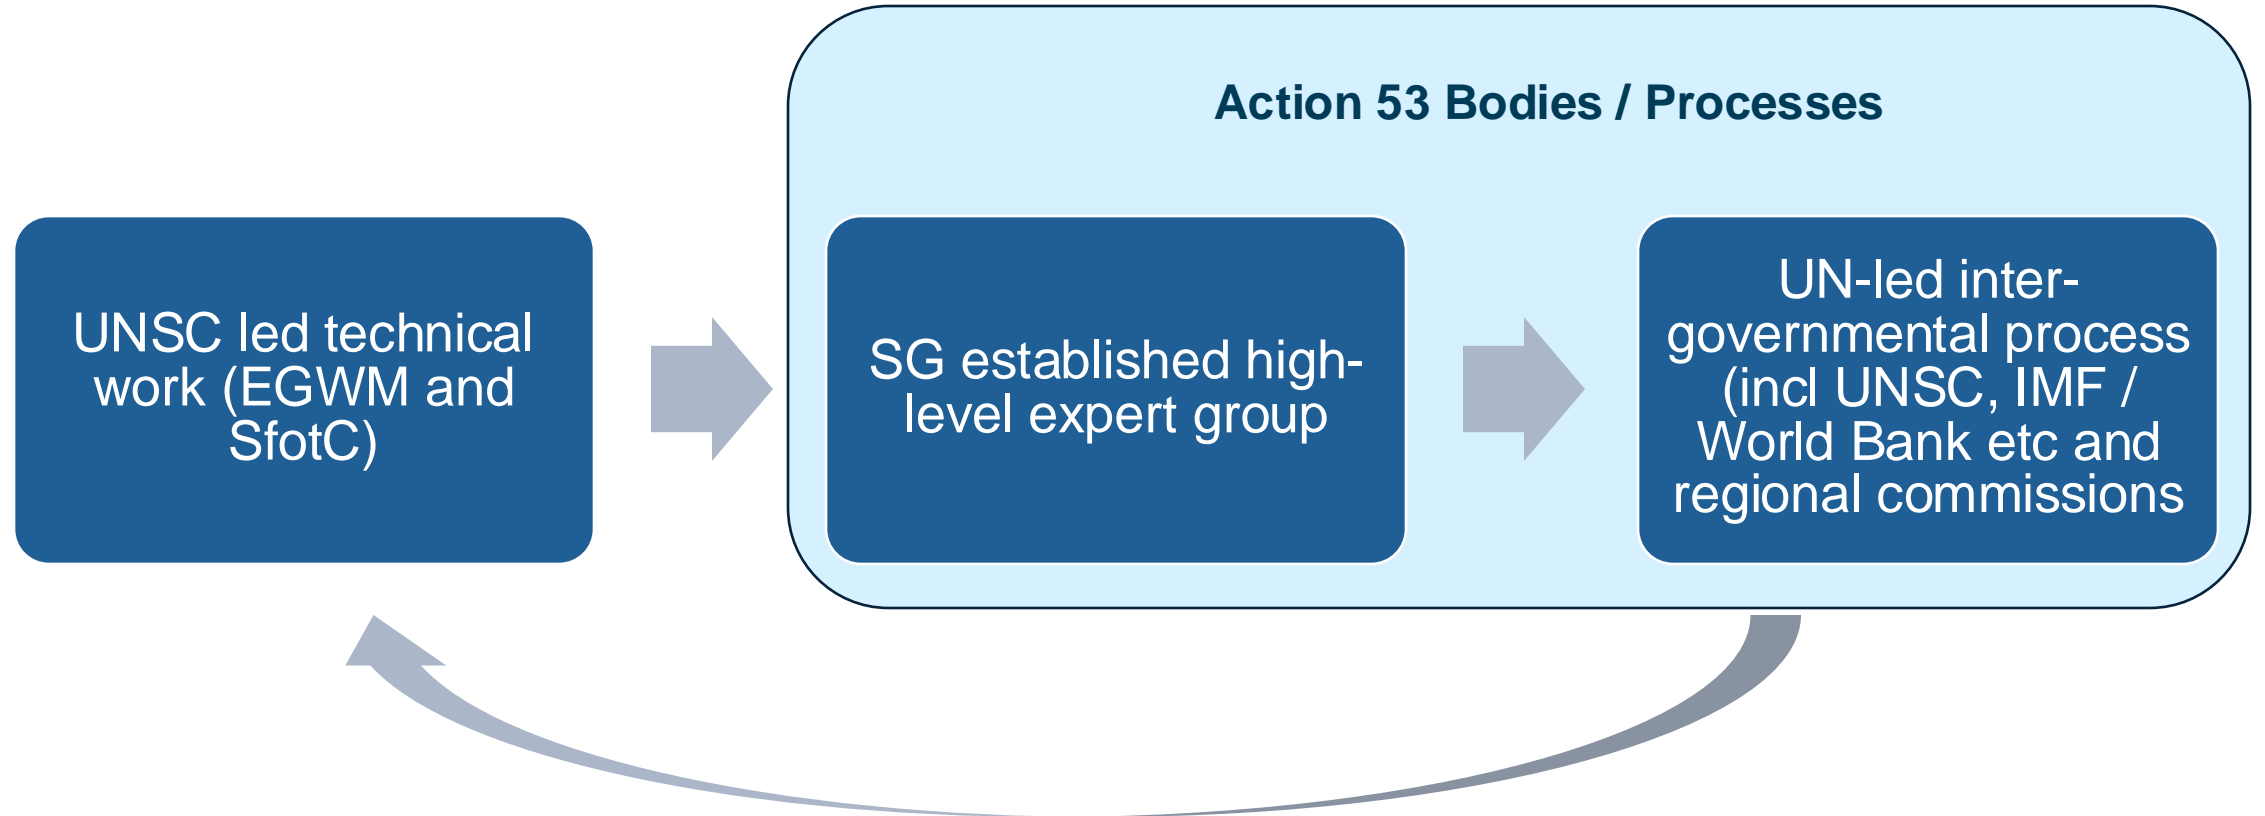 Action 53 Bodies / Processes
UNSC led technical
work (EGWM and
SfotC)
SG established high-
level expert group
UN-led inter-
governmental process
(incl UNSC, IMF /
World Bank etc and
regional commissions